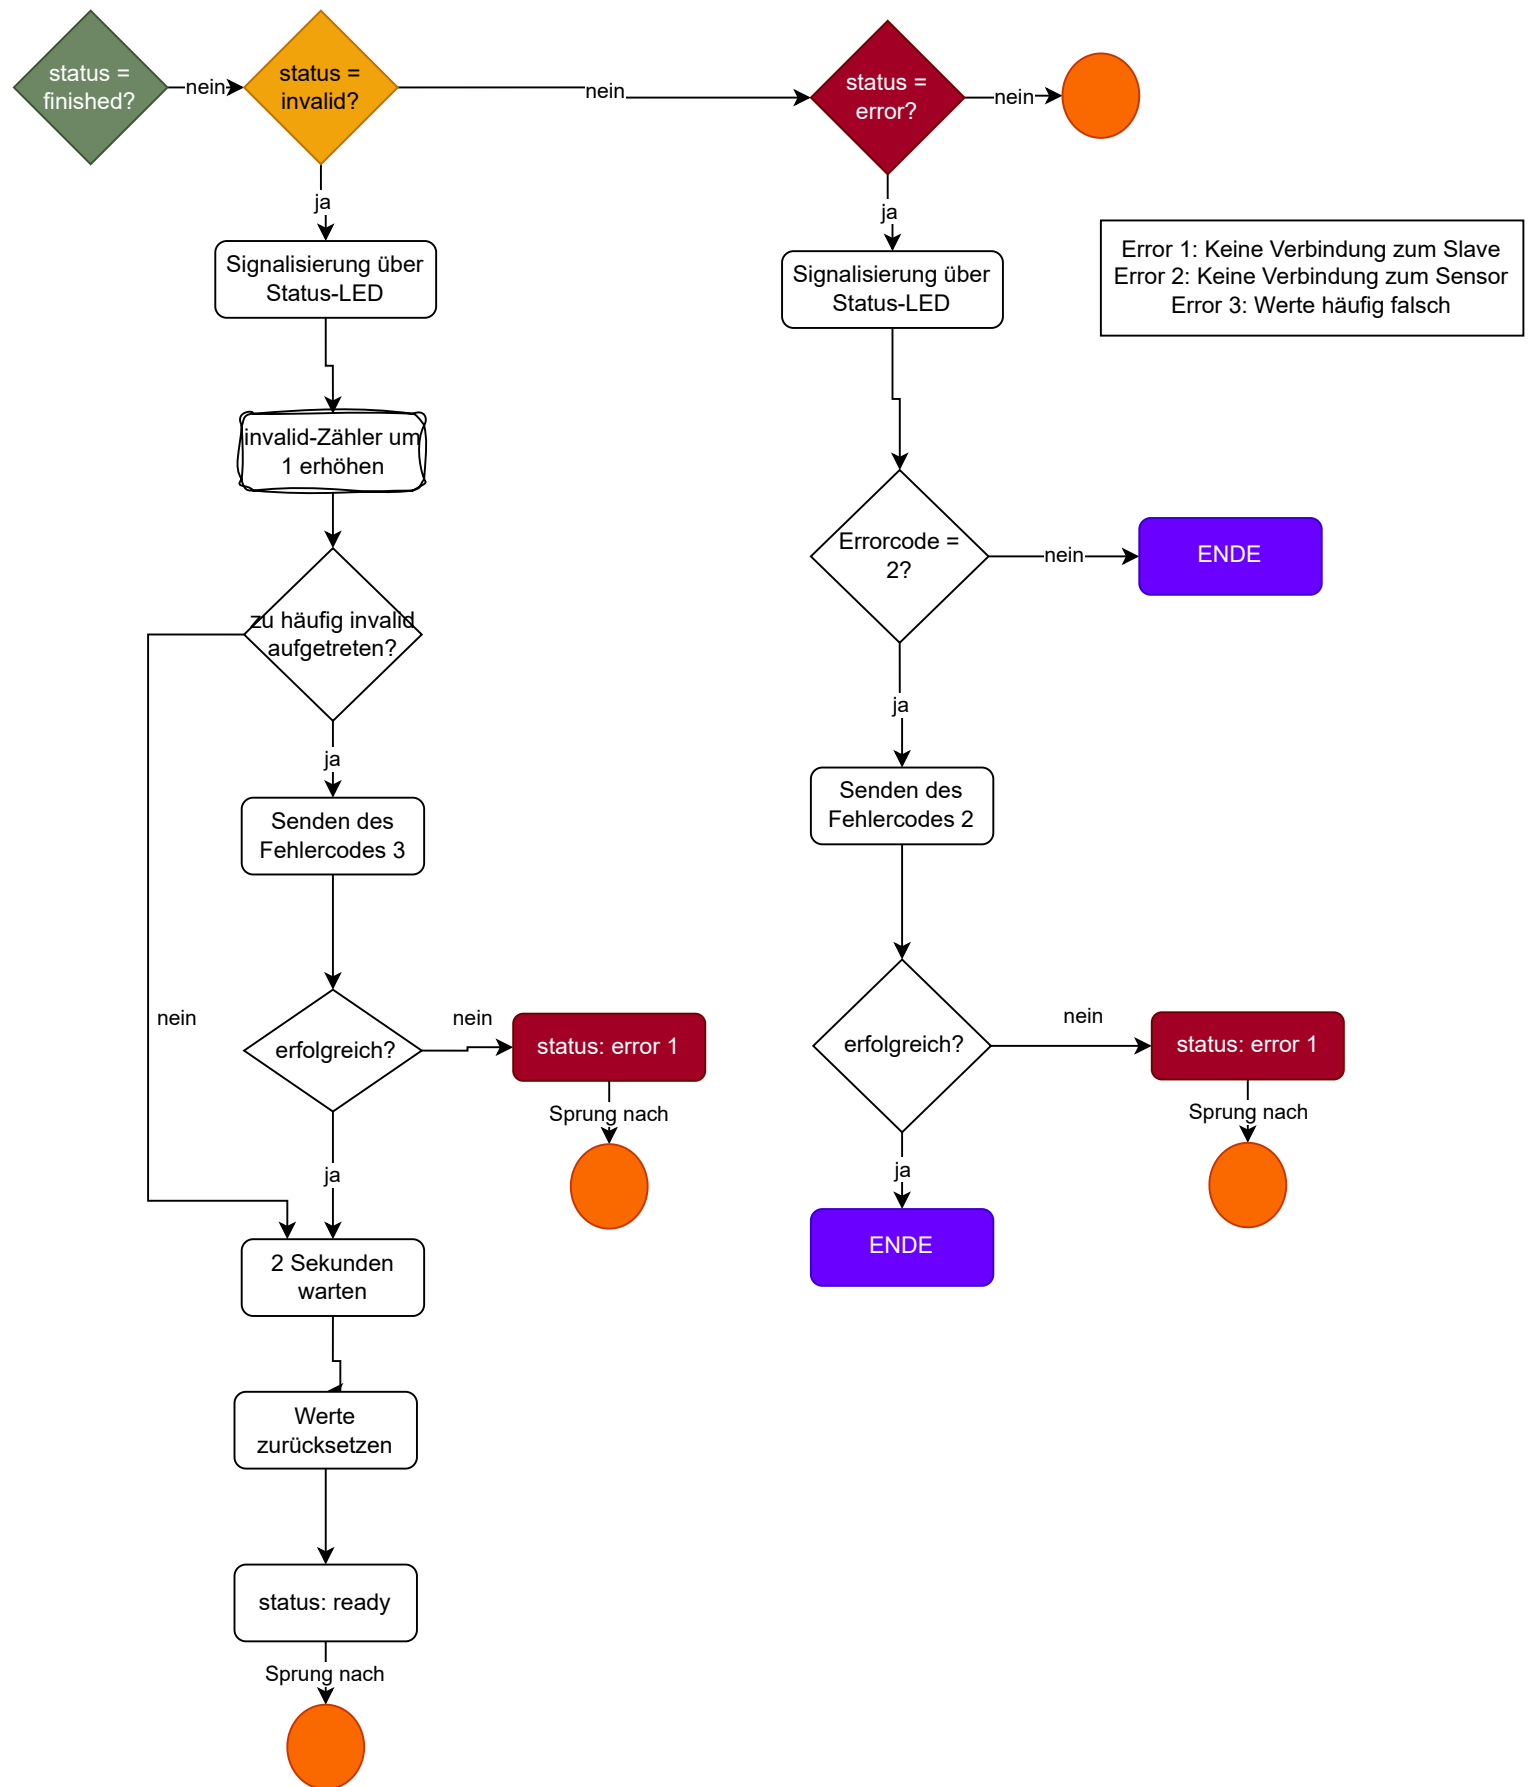 status =
finished?
nein
status =
invalid?
nein
status =
error?
nein
ja
Signalisierung über
Status-LED
ja
Signalisierung über
Status-LED
Error 1: Keine Verbindung zum Slave
Error 2: Keine Verbindung zum Sensor
Error 3: Werte häufig falsch
invalid-Zähler um
1 erhöhen
Errorcode =
2?
nein
ENDE
zu häufig invalid
aufgetreten?
ja
ja
Senden des
Fehlercodes 3
Senden des
Fehlercodes 2
nein
erfolgreich?
nein
status: error 1
Sprung nach
erfolgreich?
nein
status: error 1
Sprung nach
ja
ja
ENDE
2 Sekunden
warten
Werte
zurücksetzen
status: ready
Sprung nach